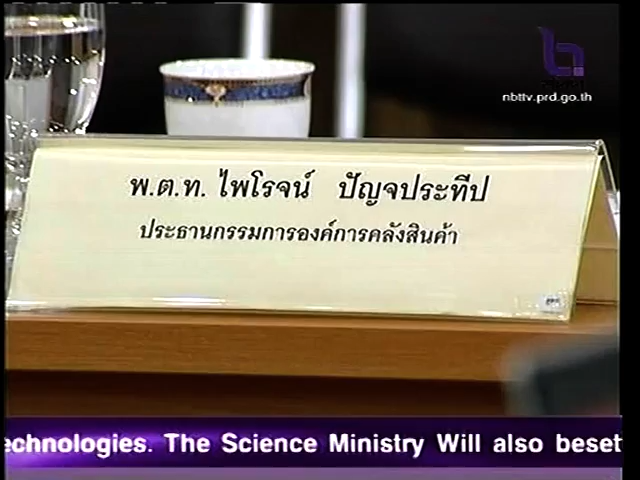 nbttv.prd.go.th
พ.ต.ท. ไพโรจน์ ปัญจประทีป
ประธานกรรมการองค์การคลังสินค้า
echnologies. The Science Ministry Will also beset